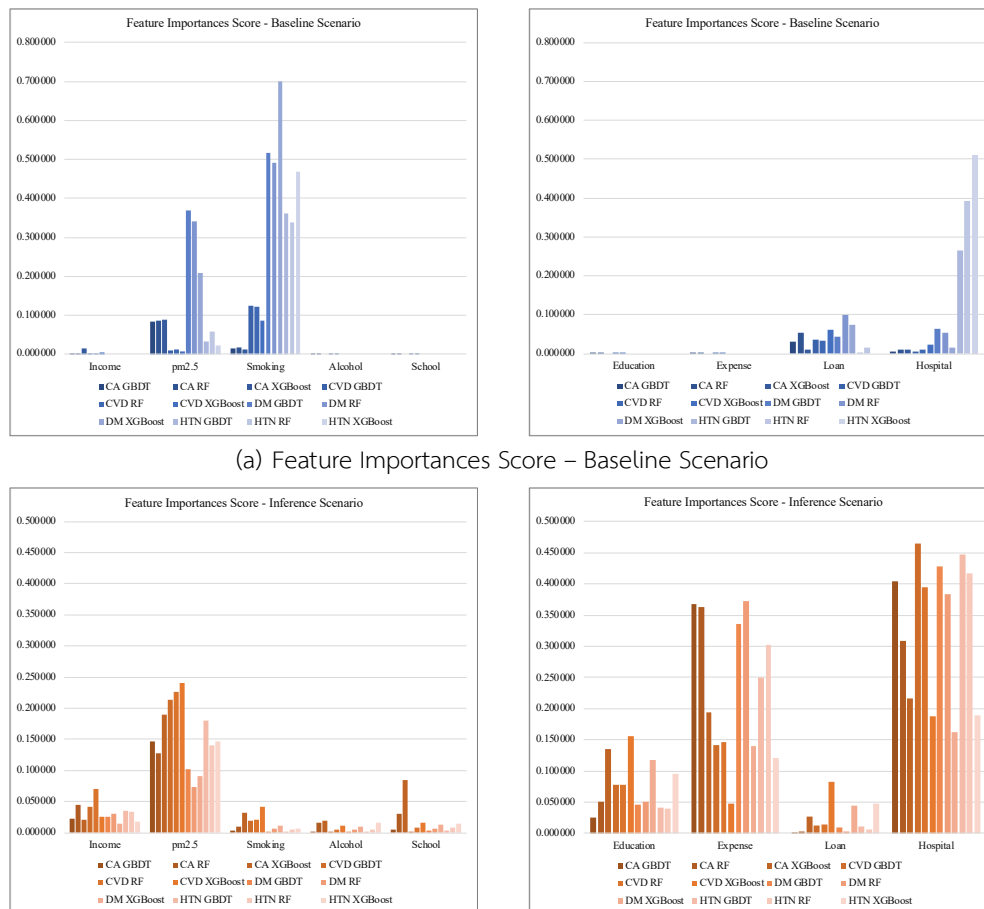 Feature Importances Score - Baseline Scenario
0.800000
0.700000
0.600000
0.500000
0.400000
0.300000
0.200000
0.100000
0.000000
Income pm2.5 Smoking Alcohol School
CA GBDT CA RF CA XGBoost CVD GBDT
CVD RF CVD XGBoost DM GBDT DM RF
DM XGBoost HTN GBDT HTN RF HTN XGBoost
Feature Importances Score - Baseline Scenario
0.800000
0.700000
0.600000
0.500000
0.400000
0.300000
0.200000
0.100000
0.000000
Education Expense Loan Hospital
CA GBDT CA RF CA XGBoost CVD GBDT
CVD RF CVD XGBoost DM GBDT DM RF
DM XGBoost HTN GBDT HTN RF HTN XGBoost
(a) Feature Importances Score – Baseline Scenario
Feature Importances Score - Inference Scenario
0.500000
0.450000
0.400000
0.350000
0.300000
0.250000
0.200000
0.150000
0.100000
0.050000
0.000000
Income pm2.5 Smoking Alcohol School
CA GBDT CA RF CA XGBoost CVD GBDT
CVD RF CVD XGBoost DM GBDT DM RF
DM XGBoost HTN GBDT HTN RF HTN XGBoost
Feature Importances Score - Inference Scenario
0.500000
0.450000
0.400000
0.350000
0.300000
0.250000
0.200000
0.150000
0.100000
0.050000
0.000000
Education Expense Loan Hospital
CA GBDT CA RF CA XGBoost CVD GBDT
CVD RF CVD XGBoost DM GBDT DM RF
DM XGBoost HTN GBDT HTN RF HTN XGBoost